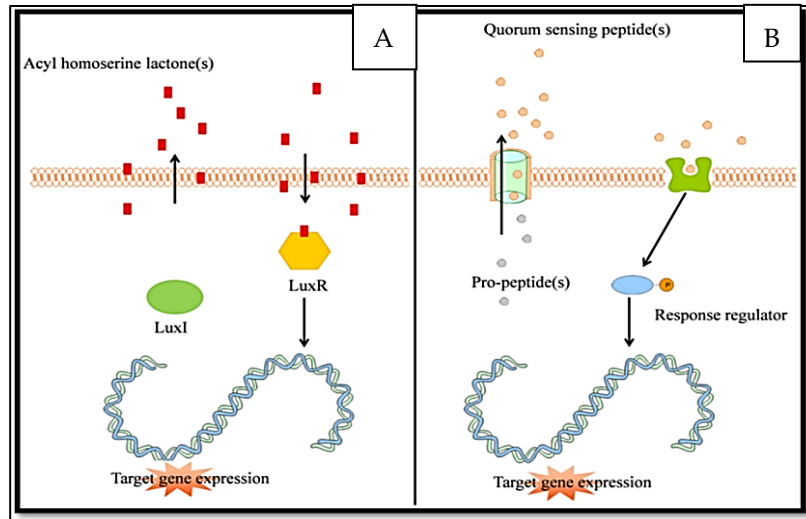 A
Acyl homoserine lactone(s)
LuxR
LuxI
Target gene expression
B
Quorum sensing peptide(s)
Pro-peptide(s)
P
Response regulator
Target gene expression